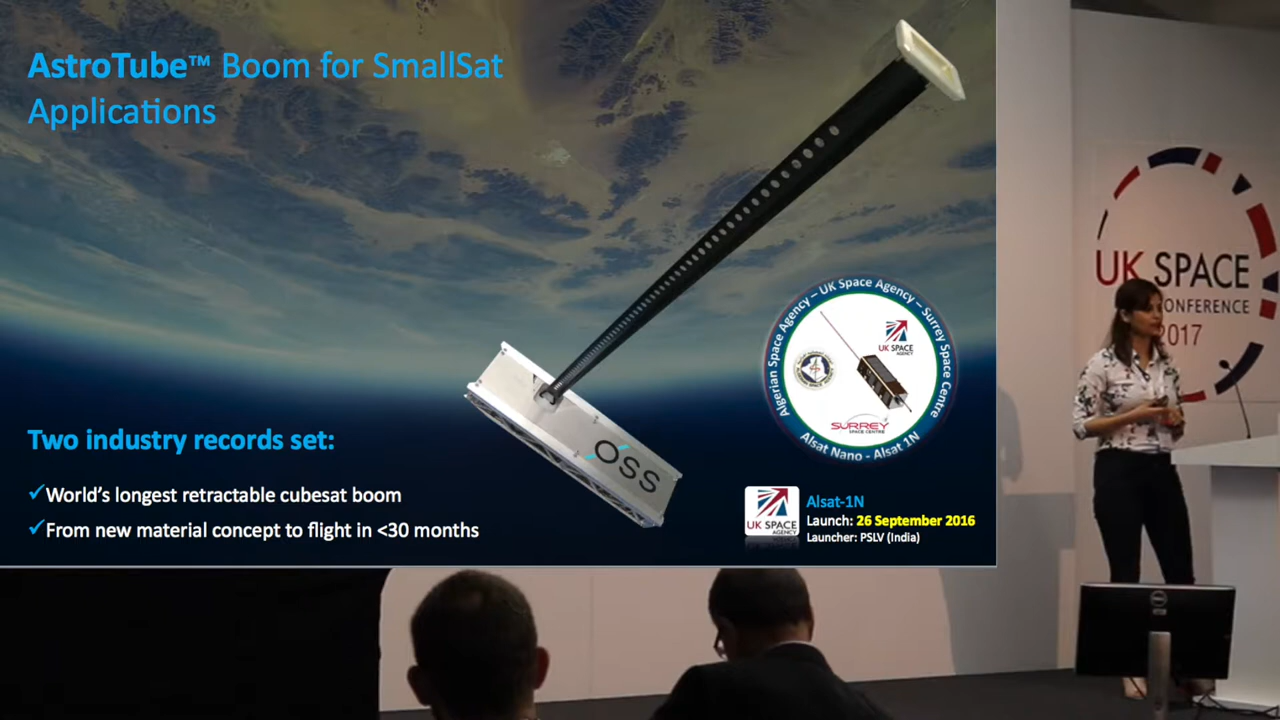 AstroTube™ Boom for SmallSat
Applications
Two industry records set:
✓World's longest retractable cubesat boom
✓From new material concept to flight in <30 months
OSS
Algerian Space Agency – UK Space Agency – Surrey Space Centre
Alsat Nano - Alsat 1N
UK SPACE
AGENCY
SURREY
SPACE CENTRE
UK SPACE
AGENCY
Alsat-1N
Launch: 26 September 2016
Launcher: PSLV (India)
UK SPACE
ONFERENCE
2017
DELL